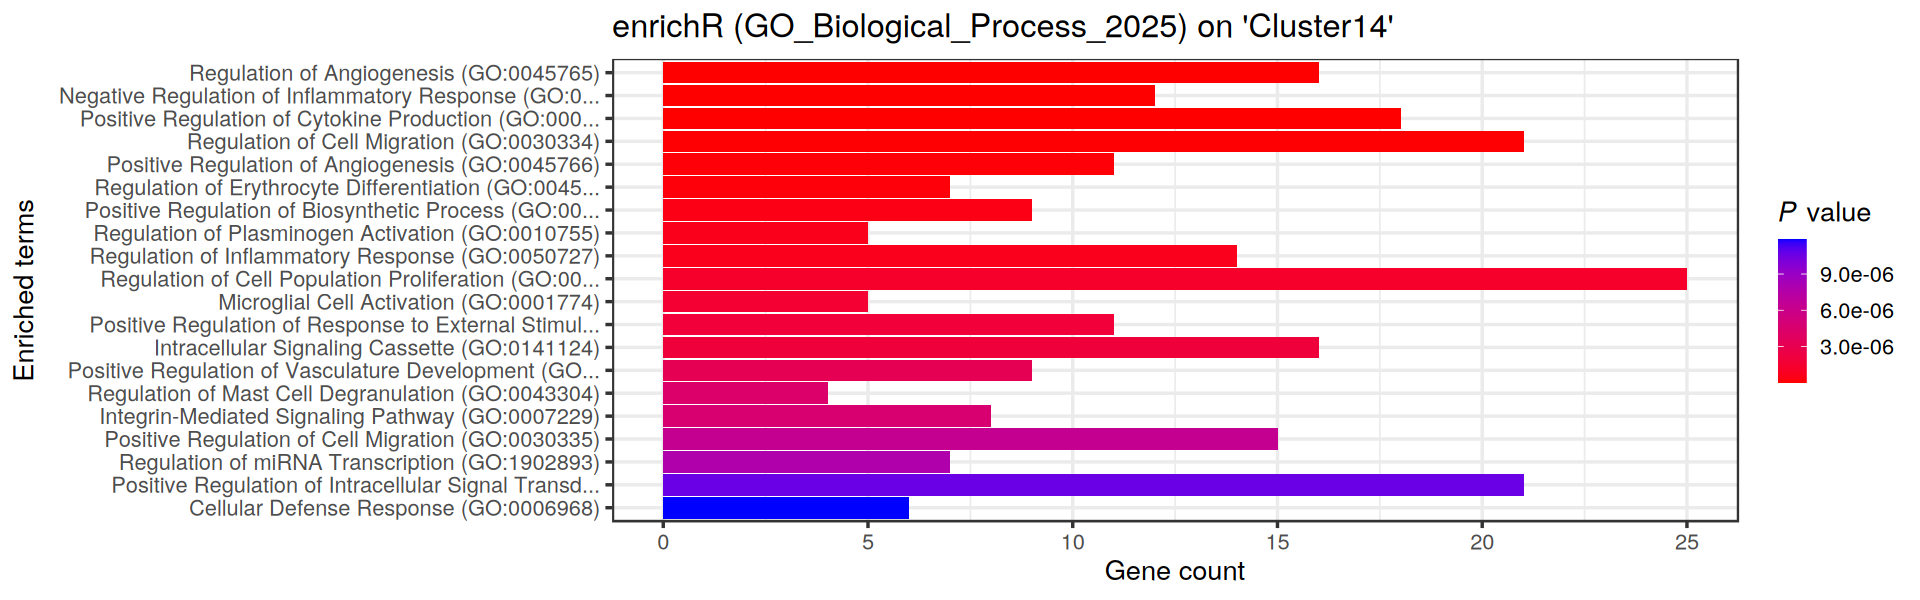 enrichR (GO_Biological_Process_2025) on 'Cluster14'
Enriched terms
Regulation of Angiogenesis (GO:0045765)
Negative Regulation of Inflammatory Response (GO:0...
Positive Regulation of Cytokine Production (GO:000...
Regulation of Cell Migration (GO:0030334)
Positive Regulation of Angiogenesis (GO:0045766)
Regulation of Erythrocyte Differentiation (GO:0045...
Positive Regulation of Biosynthetic Process (GO:00...
Regulation of Plasminogen Activation (GO:0010755)
Regulation of Inflammatory Response (GO:0050727)
Regulation of Cell Population Proliferation (GO:00...
Microglial Cell Activation (GO:0001774)
Positive Regulation of Response to External Stimul...
Intracellular Signaling Cassette (GO:0141124)
Positive Regulation of Vasculature Development (GO...
Regulation of Mast Cell Degranulation (GO:0043304)
Integrin-Mediated Signaling Pathway (GO:0007229)
Positive Regulation of Cell Migration (GO:0030335)
Regulation of miRNA Transcription (GO:1902893)
Positive Regulation of Intracellular Signal Transd...
Cellular Defense Response (GO:0006968)
0 5 10 15 20 25
Gene count
P value
9.0e-06
6.0e-06
3.0e-06